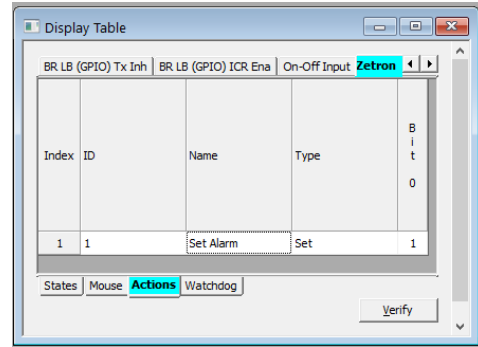 Display Table
BR LB (GPIO) Tx Inh BR LB (GPIO) ICR Ena On-Off Input Zetron
Index ID Name Type Bit 0
1 1 Set Alarm Set 1
States Mouse Actions Watchdog
Verify